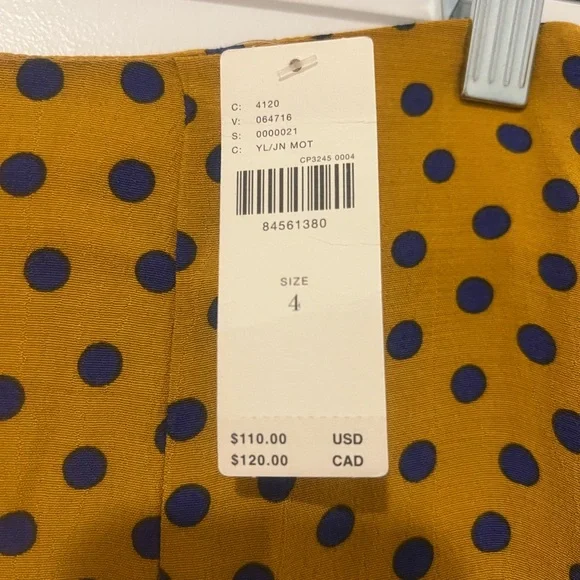 C: 4120
V: 064716
S: 0000021
C: YL/JN MOT
CP3245 0004
84561380
SIZE
4
$110.00 USD
$120.00 CAD